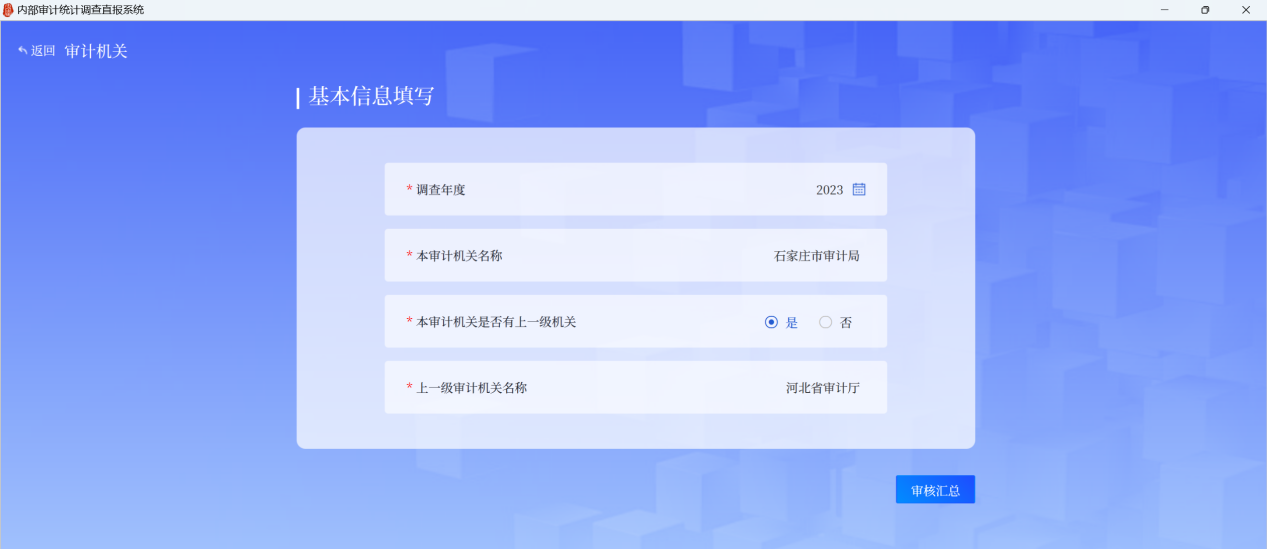 内部审计统计调查直报系统
返回 审计机关
基本信息填写
* 调查年度 2023
* 本审计机关名称 石家庄市审计局
* 本审计机关是否有上一级机关 是 否
* 上一级审计机关名称 河北省审计厅
审核汇总